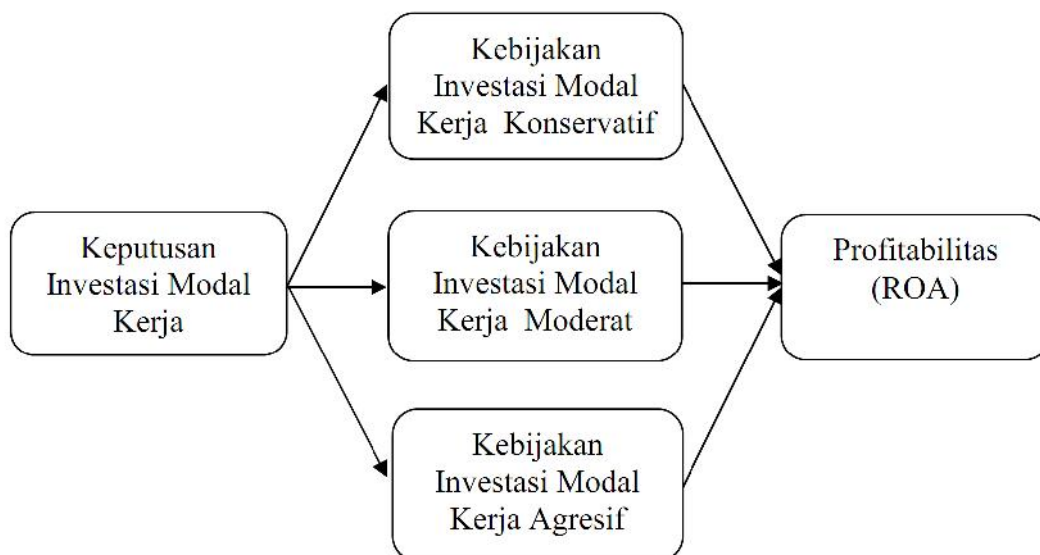 Kebijakan
Investasi Modal
Kerja Konservatif
Keputusan
Investasi Modal
Kerja
Kebijakan
Investasi Modal
Kerja Moderat
Profitabilitas
(ROA)
Kebijakan
Investasi Modal
Kerja Agresif